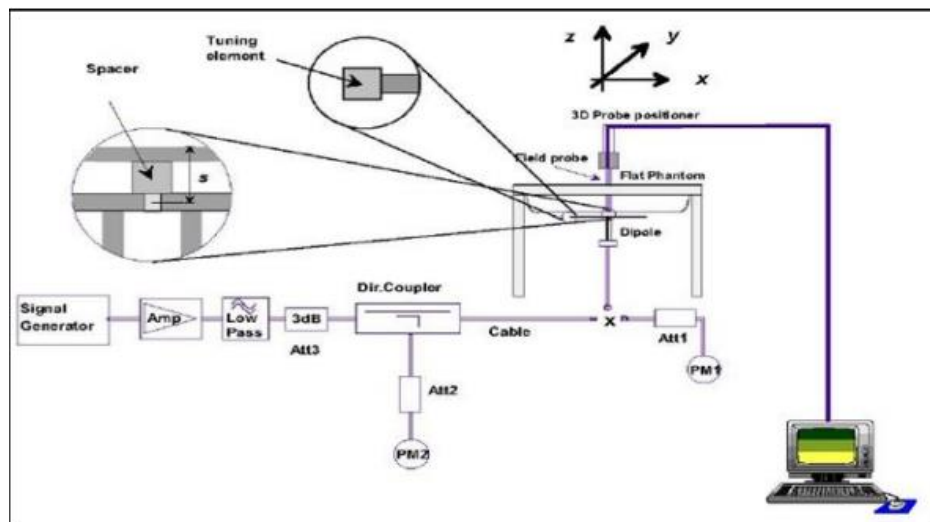 Tuning
element
Spacer
z
y
x
s
3D Probe positioner
Field probe
Flat Phantom
Dipole
Dir.Coupler
Signal
Generator
Amp
Low
Pass
3dB
Att3
Cable
x
Att1
PM1
Att2
PM2